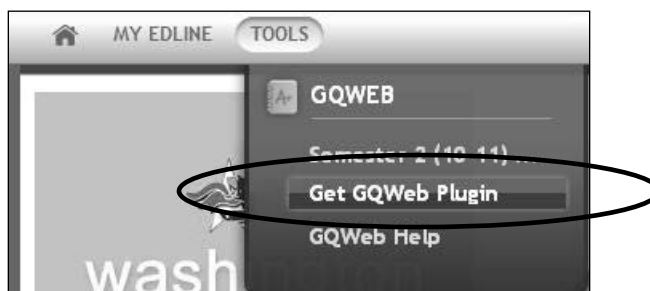 MY EDLINE TOOLS
A+
GQWEB
Semester 2 (10-11) ...
Get GQWeb Plugin
GQWeb Help
wash